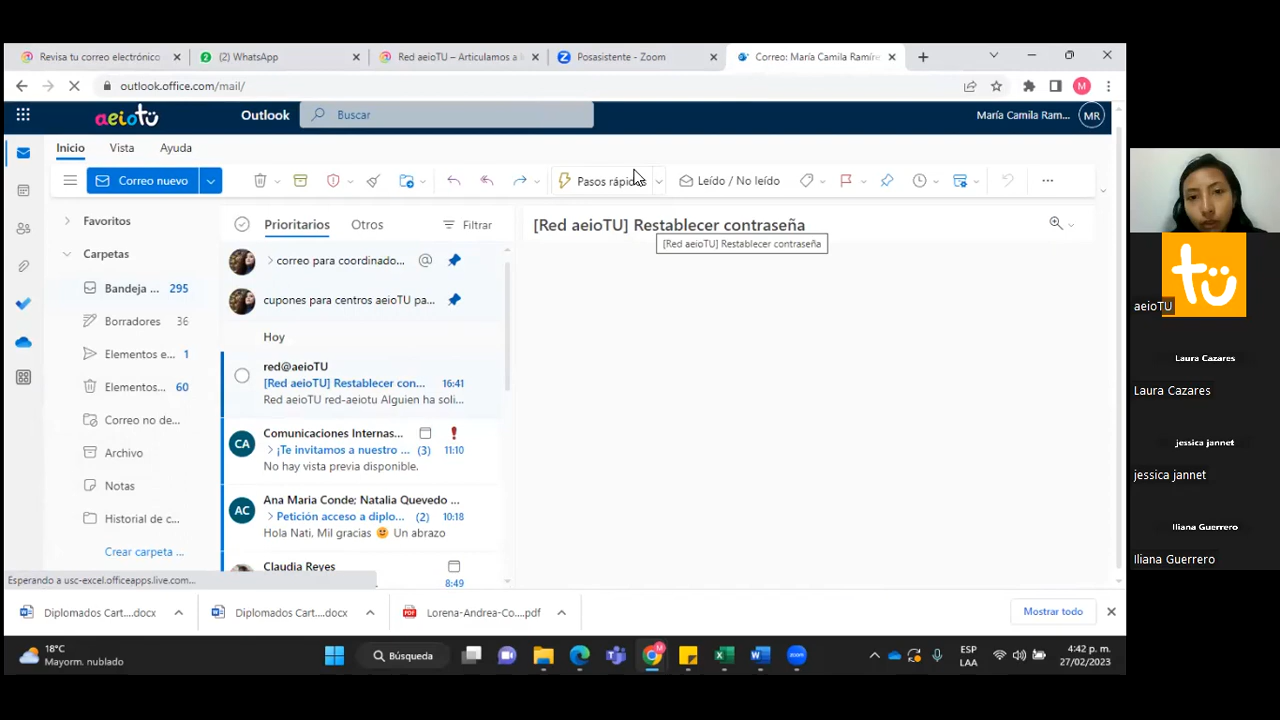 Revisa tu correo electrónico
(2) WhatsApp
Red aeioTU – Articulamos a l
Posasistente - Zoom
Correo: María Camila Ramíre
outlook.office.com/mail/
M
aeioTU
Outlook
Buscar
María Camila Ram...
MR
Inicio
Vista
Ayuda
Correo nuevo
Pasos rápid
Leído / No leído
Favoritos
Carpetas
Bandeja ... 295
Borradores 36
Elementos e... 1
Elementos... 60
Correo no de...
Archivo
Notas
Historial de c...
Crear carpeta ...
Prioritarios
Otros
Filtrar
correo para coordinado... @
cupones para centros aeioTU pa...
Hoy
red@aeioTU
[Red aeioTU] Restablecer con... 16:41
Red aeioTU red-aeiotu Alguien ha soli...
CA
Comunicaciones Internas...
¡Te invitamos a nuestro ... (3) 11:10
No hay vista previa disponible.
AC
Ana Maria Conde; Natalia Quevedo ...
Petición acceso a diplo... (2) 10:18
Hola Nati. Mil gracias 🙂 Un abrazo
Claudia Reyes
8:49
[Red aeioTU] Restablecer contraseña
[Red aeioTU] Restablecer contraseña
Esperando a usc-excel.officeapps.live.com...
Diplomados Cart....docx
Diplomados Cart....docx
Lorena-Andrea-Co....pdf
Mostrar todo
18°C
Mayorm. nublado
Búsqueda
ESP
LAA
4:42 p. m.
27/02/2023
tu
aeioTU
Laura Cazares
Laura Cazares
jessica jannet
jessica jannet
Iliana Guerrero
Iliana Guerrero